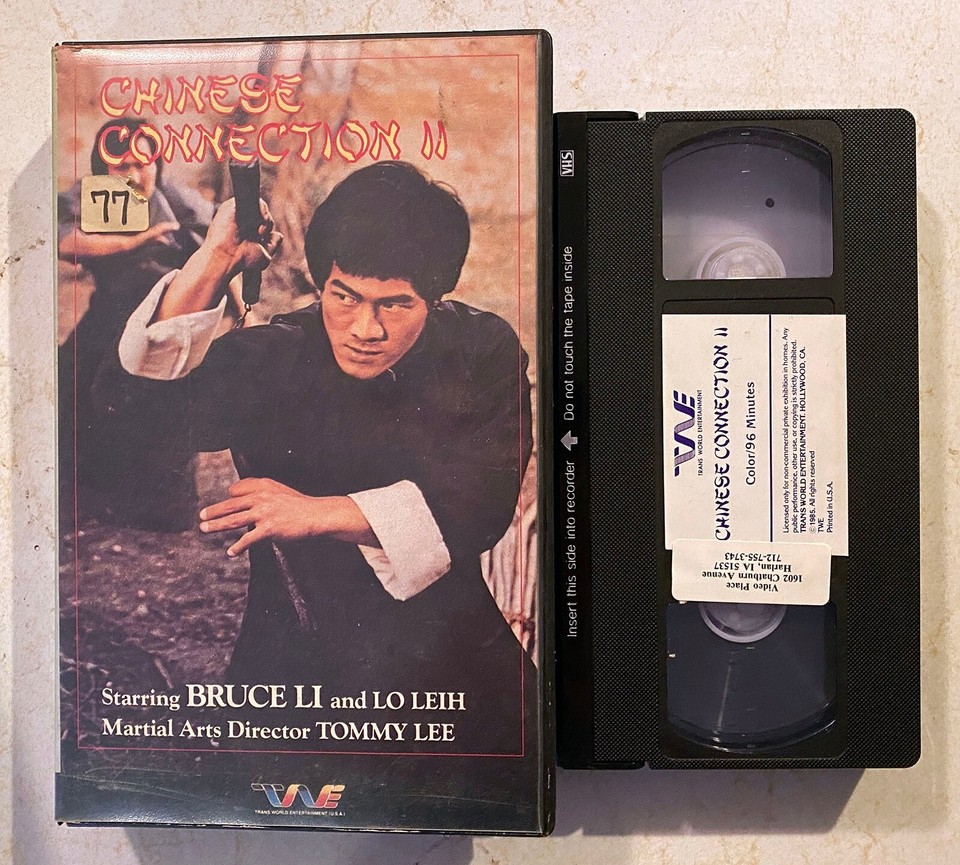 CHINESE
CONNECTION II
77
Starring BRUCE LI and LO LEIH
Martial Arts Director TOMMY LEE
TWE
TRANS WORLD ENTERTAINMENT (U.S.A.)
VHS
Insert this side into recorder Do not touch the tape inside
TWE
TRANS WORLD ENTERTAINMENT
CHINESE CONNECTION II
Color/96 Minutes
Licensed only for non-commercial private exhibition in homes. Any
public performance, other use, or copying is strictly prohibited.
TRANS WORLD ENTERTAINMENT. HOLLYWOOD, CA.
©1985. All rights reserved
TWE
Printed in U.S.A.
Video Place
1602 Chatburn Avenue
Harlan, IA 51537
712-755-3743